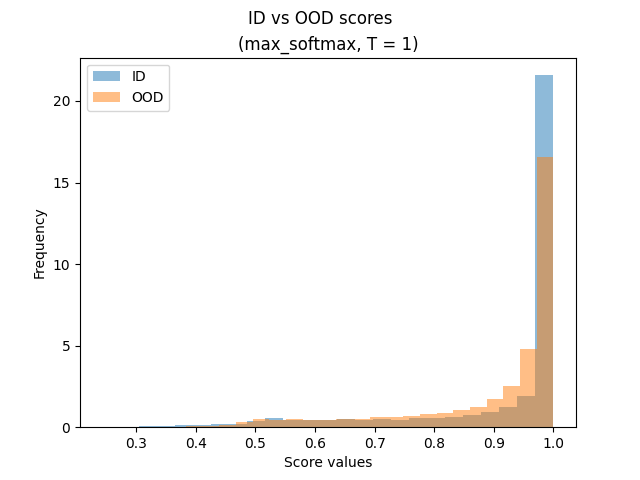 ID vs OOD scores
(max_softmax, T = 1)
ID
OOD
Frequency
20
15
10
5
0
0.3 0.4 0.5 0.6 0.7 0.8 0.9 1.0
Score values